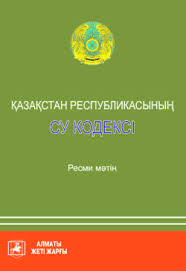 ҚАЗАҚСТАН РЕСПУБЛИКАСЫНЫҢ
СУ КОДЕКСІ
Ресми мәтін
АЛМАТЫ
ЖЕТІ ЖАРҒЫ